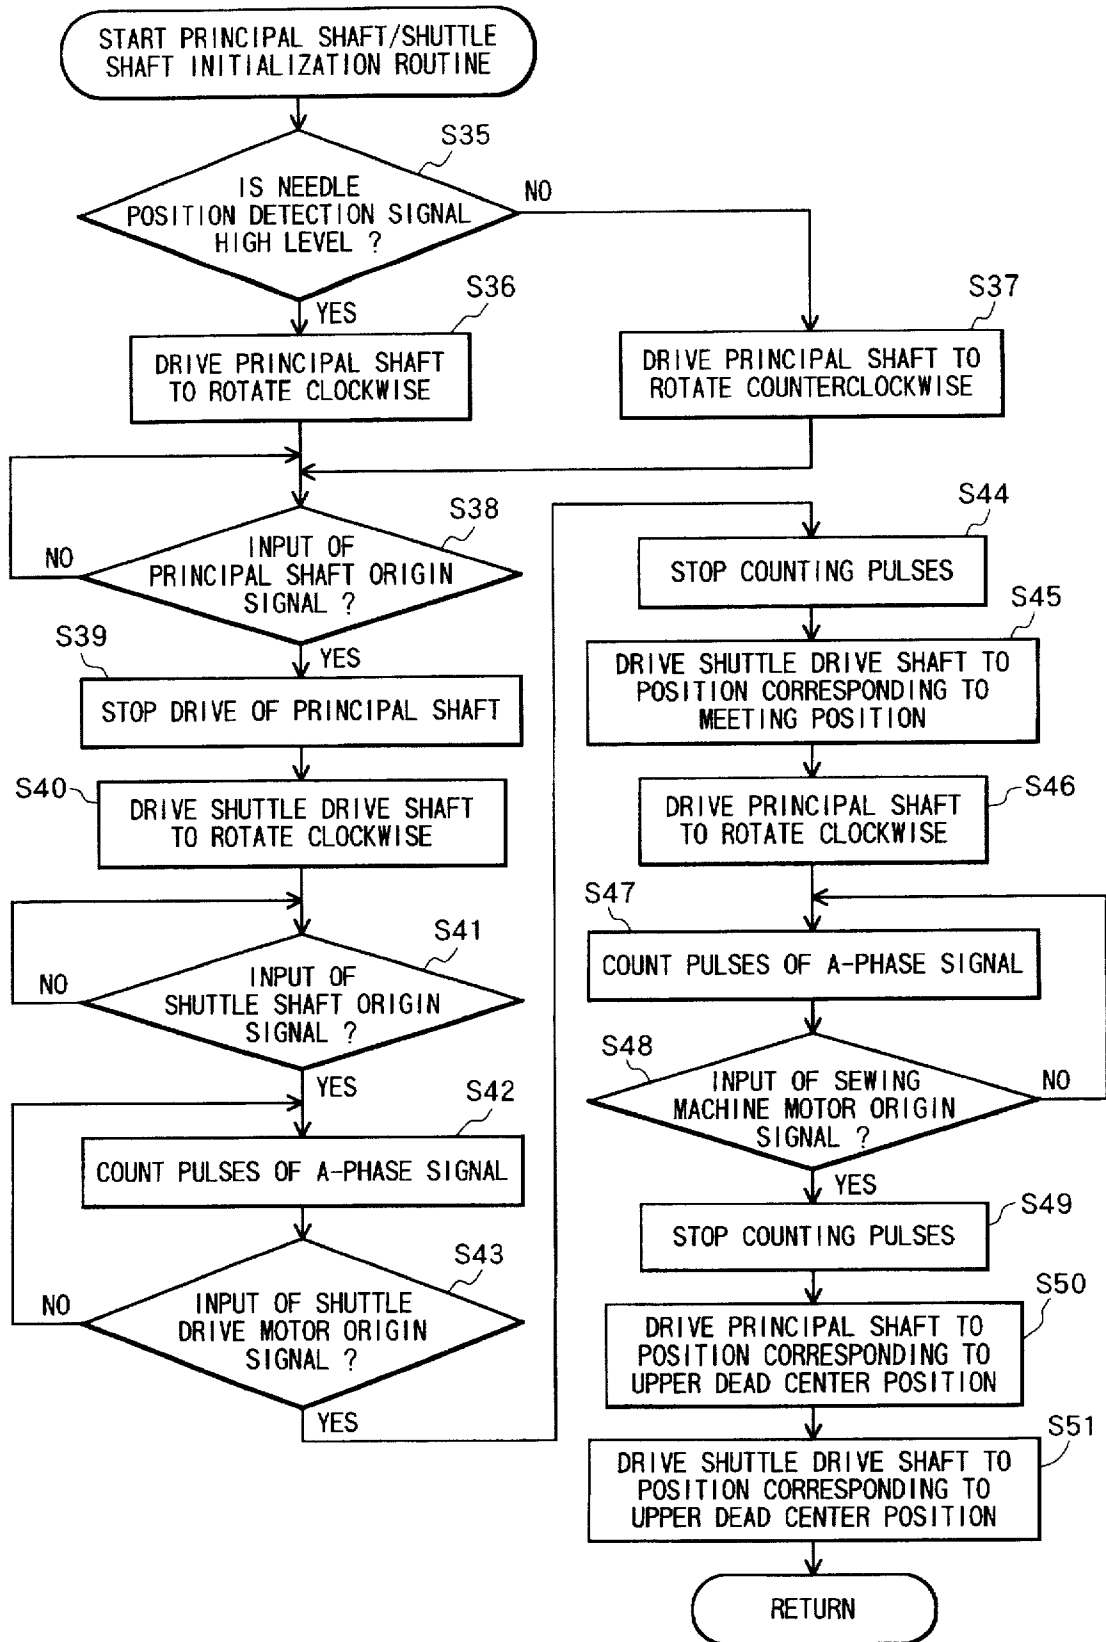 START PRINCIPAL SHAFT/SHUTTLE
SHAFT INITIALIZATION ROUTINE
S35
IS NEEDLE
POSITION DETECTION SIGNAL
HIGH LEVEL ?
NO
YES
S36
DRIVE PRINCIPAL SHAFT
TO ROTATE CLOCKWISE
S37
DRIVE PRINCIPAL SHAFT TO
ROTATE COUNTERCLOCKWISE
S38
INPUT OF
PRINCIPAL SHAFT ORIGIN
SIGNAL ?
NO
YES
S39
STOP DRIVE OF PRINCIPAL SHAFT
S40
DRIVE SHUTTLE DRIVE SHAFT
TO ROTATE CLOCKWISE
S41
INPUT OF
SHUTTLE SHAFT ORIGIN
SIGNAL ?
NO
YES
S42
COUNT PULSES OF A-PHASE SIGNAL
S43
INPUT OF SHUTTLE
DRIVE MOTOR ORIGIN
SIGNAL ?
NO
YES
S44
STOP COUNTING PULSES
S45
DRIVE SHUTTLE DRIVE SHAFT TO
POSITION CORRESPONDING TO
MEETING POSITION
S46
DRIVE PRINCIPAL SHAFT
TO ROTATE CLOCKWISE
S47
COUNT PULSES OF A-PHASE SIGNAL
S48
INPUT OF SEWING
MACHINE MOTOR ORIGIN
SIGNAL ?
NO
YES
S49
STOP COUNTING PULSES
S50
DRIVE PRINCIPAL SHAFT TO
POSITION CORRESPONDING TO
UPPER DEAD CENTER POSITION
S51
DRIVE SHUTTLE DRIVE SHAFT TO
POSITION CORRESPONDING TO
UPPER DEAD CENTER POSITION
RETURN